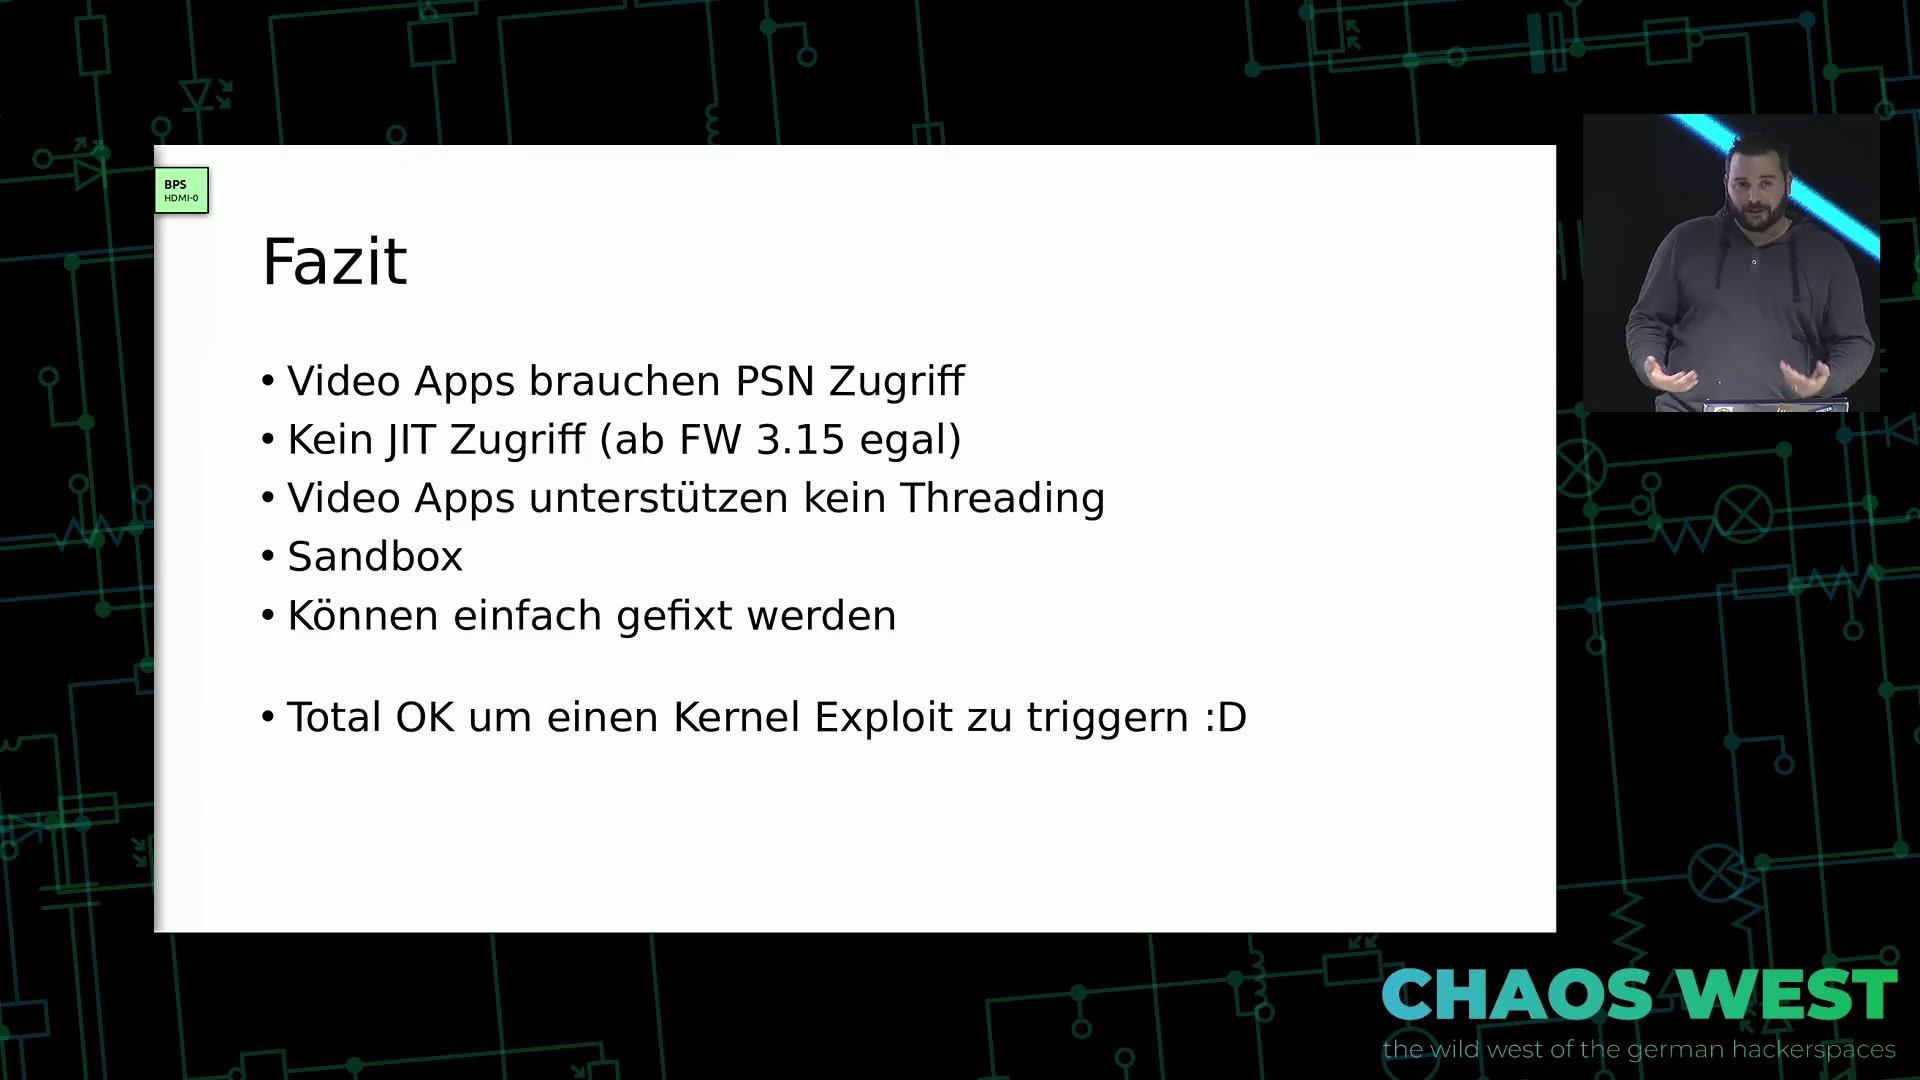 BPS
HDMI-0
Fazit
• Video Apps brauchen PSN Zugriff
• Kein JIT Zugriff (ab FW 3.15 egal)
• Video Apps unterstützen kein Threading
• Sandbox
• Können einfach gefixt werden
• Total OK um einen Kernel Exploit zu triggern :D
CHAOS WEST
the wild west of the german hackerspaces